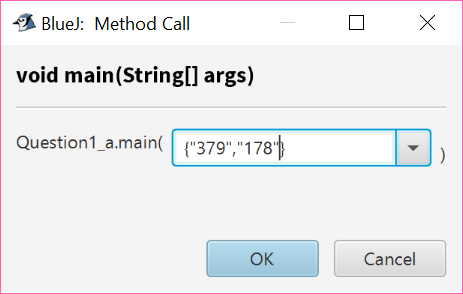 BlueJ: Method Call
void main(String[] args)
Question1_a.main( {"379","178"} )
OK Cancel